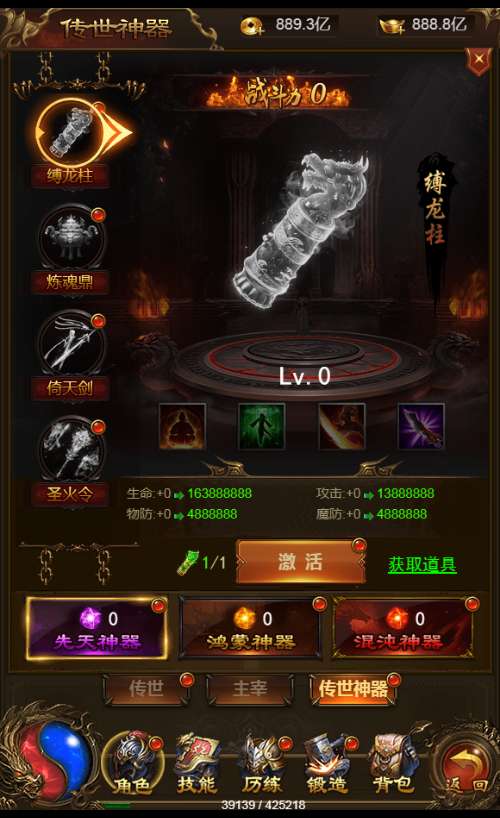 传世神器
889.3亿
888.8亿
战斗力 0
缚龙柱
缚龙柱
炼魂鼎
倚天剑
圣火令
Lv. 0
生命:+0 163888888
攻击:+0 13888888
物防:+0 4888888
魔防:+0 4888888
1/1
激活
获取道具
0
先天神器
0
鸿蒙神器
0
混沌神器
传世
主宰
传世神器
角色
技能
历练
锻造
背包
返回
39139 / 425218